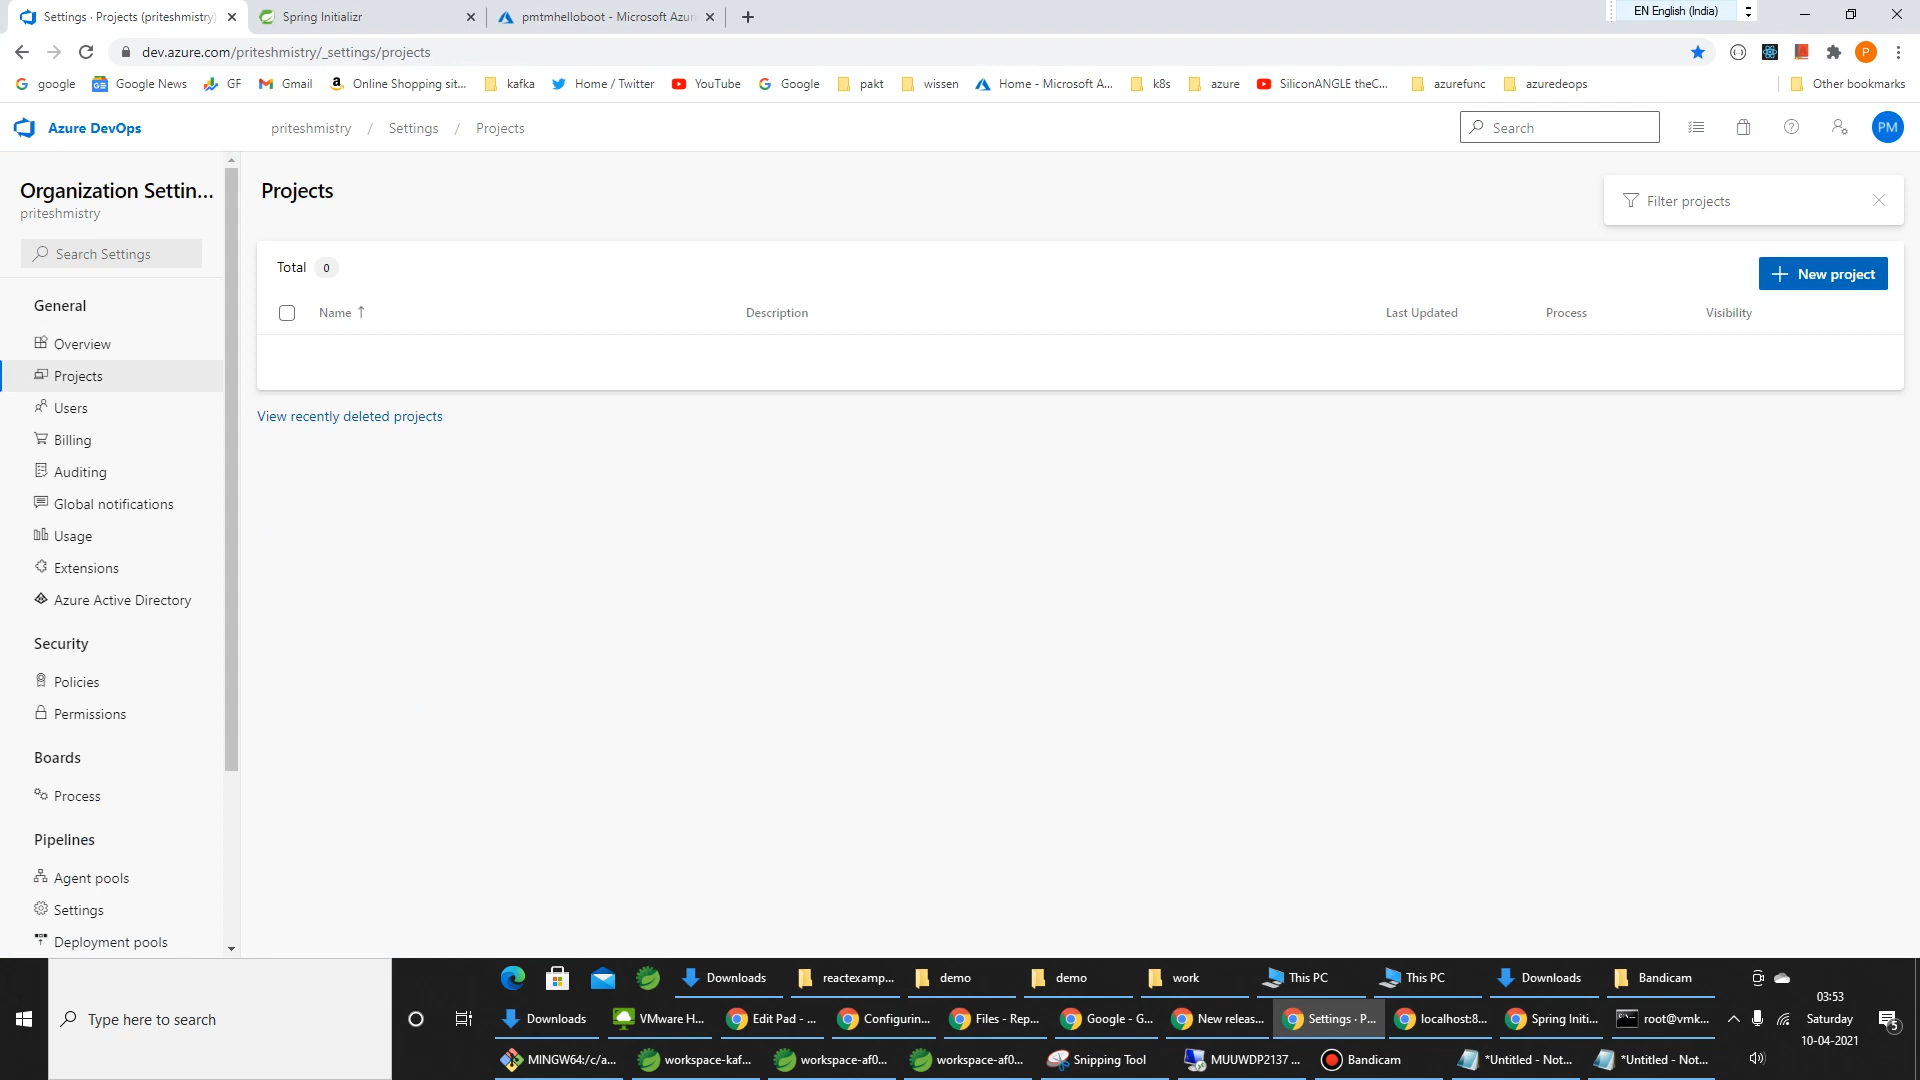 Settings · Projects (priteshmistry)
Spring Initializr
pmtmhelloboot - Microsoft Azur
EN English (India)
dev.azure.com/priteshmistry/_settings/projects
P
google
Google News
GF
Gmail
Online Shopping sit...
kafka
Home / Twitter
YouTube
Google
pakt
wissen
Home - Microsoft A...
k8s
azure
SiliconANGLE theC...
azurefunc
azuredeops
Other bookmarks
Azure DevOps
priteshmistry / Settings / Projects
Search
PM
Organization Settin...
priteshmistry
Search Settings
General
Overview
Projects
Users
Billing
Auditing
Global notifications
Usage
Extensions
Azure Active Directory
Security
Policies
Permissions
Boards
Process
Pipelines
Agent pools
Settings
Deployment pools
Projects
Filter projects
Total 0
New project
Name
Description
Last Updated
Process
Visibility
View recently deleted projects
Type here to search
Downloads
reactexamp...
demo
demo
work
This PC
This PC
Downloads
Bandicam
Downloads
VMware H...
Edit Pad - ...
Configurin...
Files - Rep...
Google - G...
New releas...
Settings · P...
localhost:8...
Spring Initi...
root@vmk...
MINGW64:/c/a...
workspace-kaf...
workspace-af0...
workspace-af0...
Snipping Tool
MUUWDP2137 ...
Bandicam
*Untitled - Not...
*Untitled - Not...
03:53
Saturday
10-04-2021
5